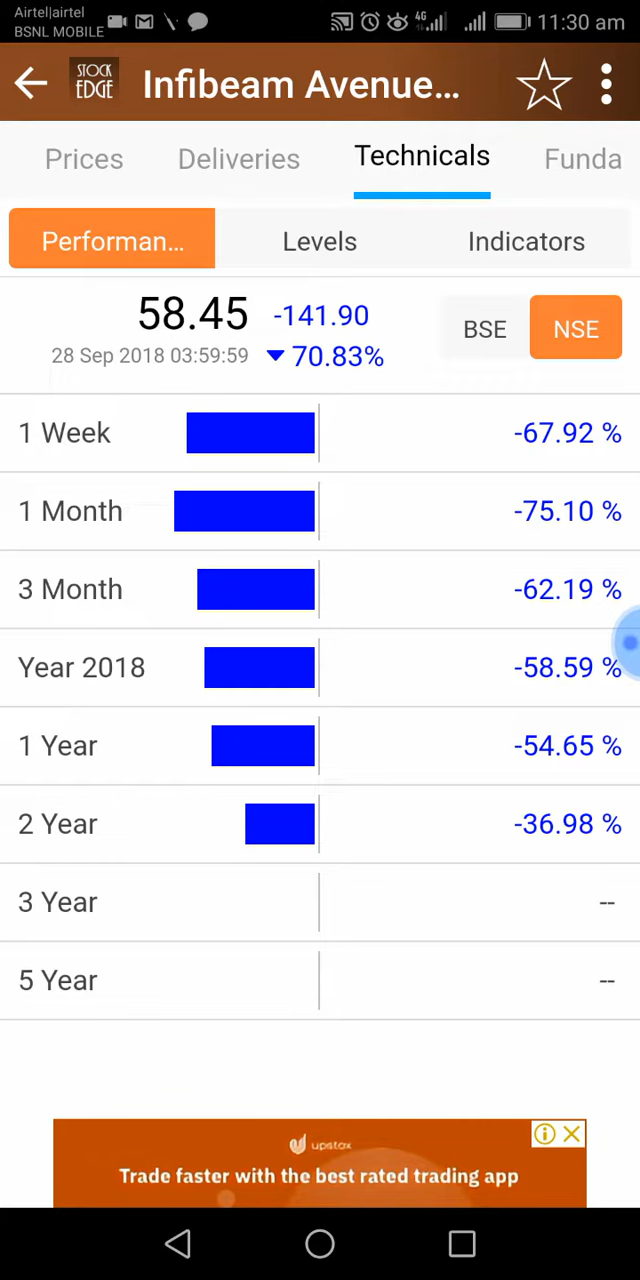 Airtel|airtel
BSNL MOBILE
4G
11:30 am
STOCK
EDGE
Infibeam Avenue...
Prices Deliveries Technicals Funda
Performan... Levels Indicators
58.45 -141.90
28 Sep 2018 03:59:59 70.83%
BSE NSE
1 Week -67.92 %
1 Month -75.10 %
3 Month -62.19 %
Year 2018 -58.59 %
1 Year -54.65 %
2 Year -36.98 %
3 Year --
5 Year --
upstox
Trade faster with the best rated trading app